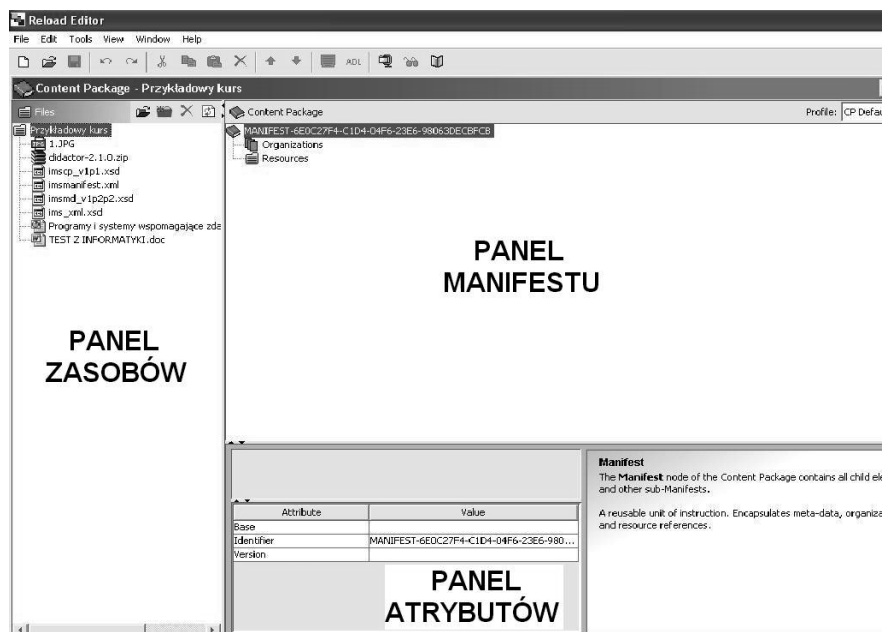 Reload Editor
File Edit Tools View Window Help
ADL
Content Package - Przykładowy kurs
Files
Content Package
Profile: CP Defau
Przykładowy kurs
1.JPG
didactor-2.1.0.zip
imscp_v1p1.xsd
imsmanifest.xml
imsmd_v1p2p2.xsd
ims_xml.xsd
Programy i systemy wspomagające zda
TEST Z INFORMATYKI.doc
PANEL
ZASOBÓW
MANIFEST-6E0C27F4-C1D4-04F6-23E6-98063DECBFCB
Organizations
Resources
PANEL
MANIFESTU
Attribute Value
Base
Identifier MANIFEST-6E0C27F4-C1D4-04F6-23E6-980...
Version
PANEL
ATRYBUTÓW
Manifest
The Manifest node of the Content Package contains all child ele
and other sub-Manifests.
A reusable unit of instruction. Encapsulates meta-data, organiza
and resource references.